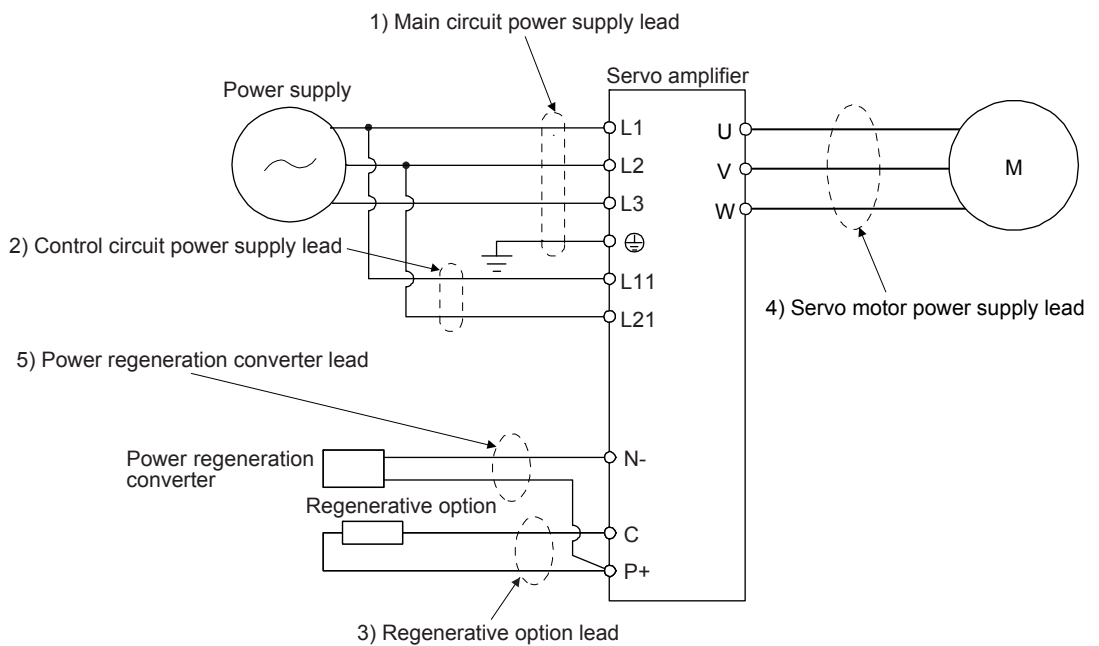 1) Main circuit power supply lead
Servo amplifier
Power supply
L1
U
L2
V
M
L3
W
2) Control circuit power supply lead
L11
4) Servo motor power supply lead
L21
5) Power regeneration converter lead
Power regeneration
converter
N-
Regenerative option
C
P+
3) Regenerative option lead